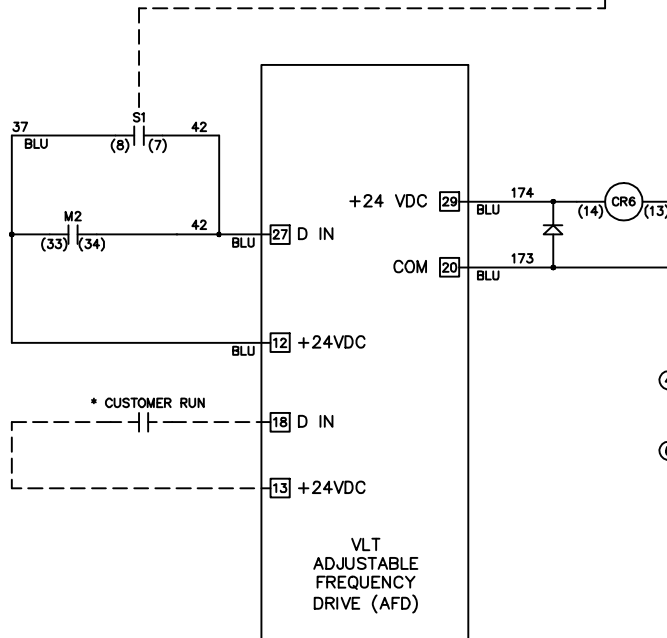 S1
37
42
BLU
(8)
(7)
M2
42
(33)
(34)
BLU
27
D IN
12
+24VDC
BLU
* CUSTOMER RUN
18
D IN
13
+24VDC
VLT
ADJUSTABLE
FREQUENCY
DRIVE (AFD)
+24 VDC
29
174
BLU
(14)
CR6
(13)
COM
20
173
BLU